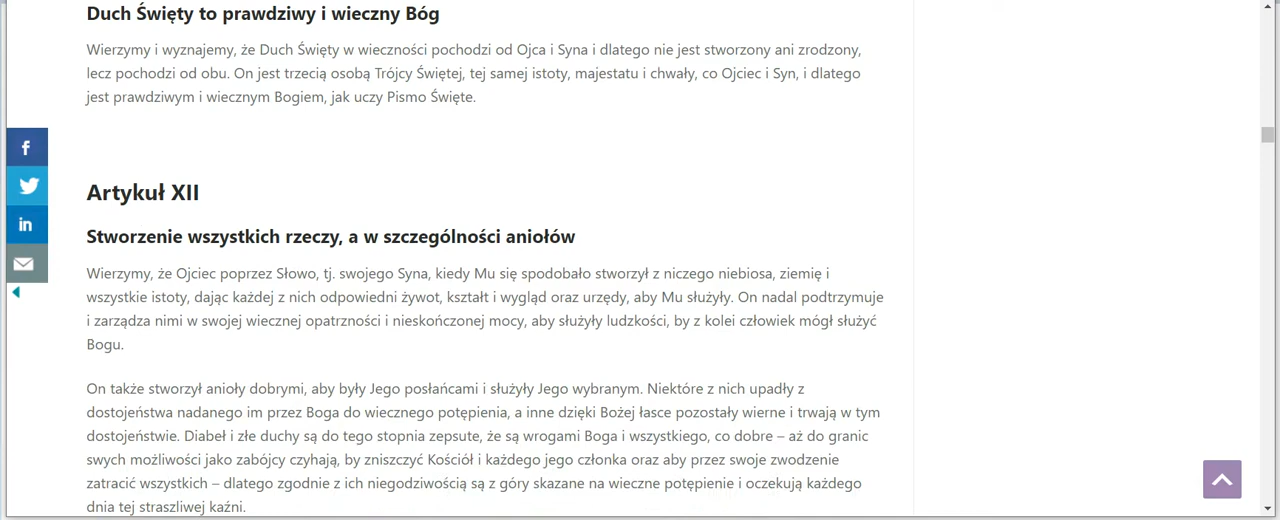 Duch Święty to prawdziwy i wieczny Bóg
Wierzymy i wyznajemy, że Duch Święty w wieczności pochodzi od Ojca i Syna i dlatego nie jest stworzony ani zrodzony,
lecz pochodzi od obu. On jest trzecią osobą Trójcy Świętej, tej samej istoty, majestatu i chwały, co Ojciec i Syn, i dlatego
jest prawdziwym i wiecznym Bogiem, jak uczy Pismo Święte.
Artykuł XII
Stworzenie wszystkich rzeczy, a w szczególności aniołów
Wierzymy, że Ojciec poprzez Słowo, tj. swojego Syna, kiedy Mu się spodobało stworzył z niczego niebiosa, ziemię i
wszystkie istoty, dając każdej z nich odpowiedni żywot, kształt i wygląd oraz urzędy, aby Mu służyły. On nadal podtrzymuje
i zarządza nimi w swojej wiecznej opatrzności i nieskończonej mocy, aby służyły ludzkości, by z kolei człowiek mógł służyć
Bogu.
On także stworzył anioły dobrymi, aby były Jego posłańcami i służyły Jego wybranym. Niektóre z nich upadły z
dostojeństwa nadanego im przez Boga do wiecznego potępienia, a inne dzięki Bożej łasce pozostały wierne i trwają w tym
dostojeństwie. Diabeł i złe duchy są do tego stopnia zepsute, że są wrogami Boga i wszystkiego, co dobre – aż do granic
swych możliwości jako zabójcy czyhają, by zniszczyć Kościół i każdego jego członka oraz aby przez swoje zwodzenie
zatracić wszystkich – dlatego zgodnie z ich niegodziwością są z góry skazane na wieczne potępienie i oczekują każdego
dnia tej straszliwej kaźni.